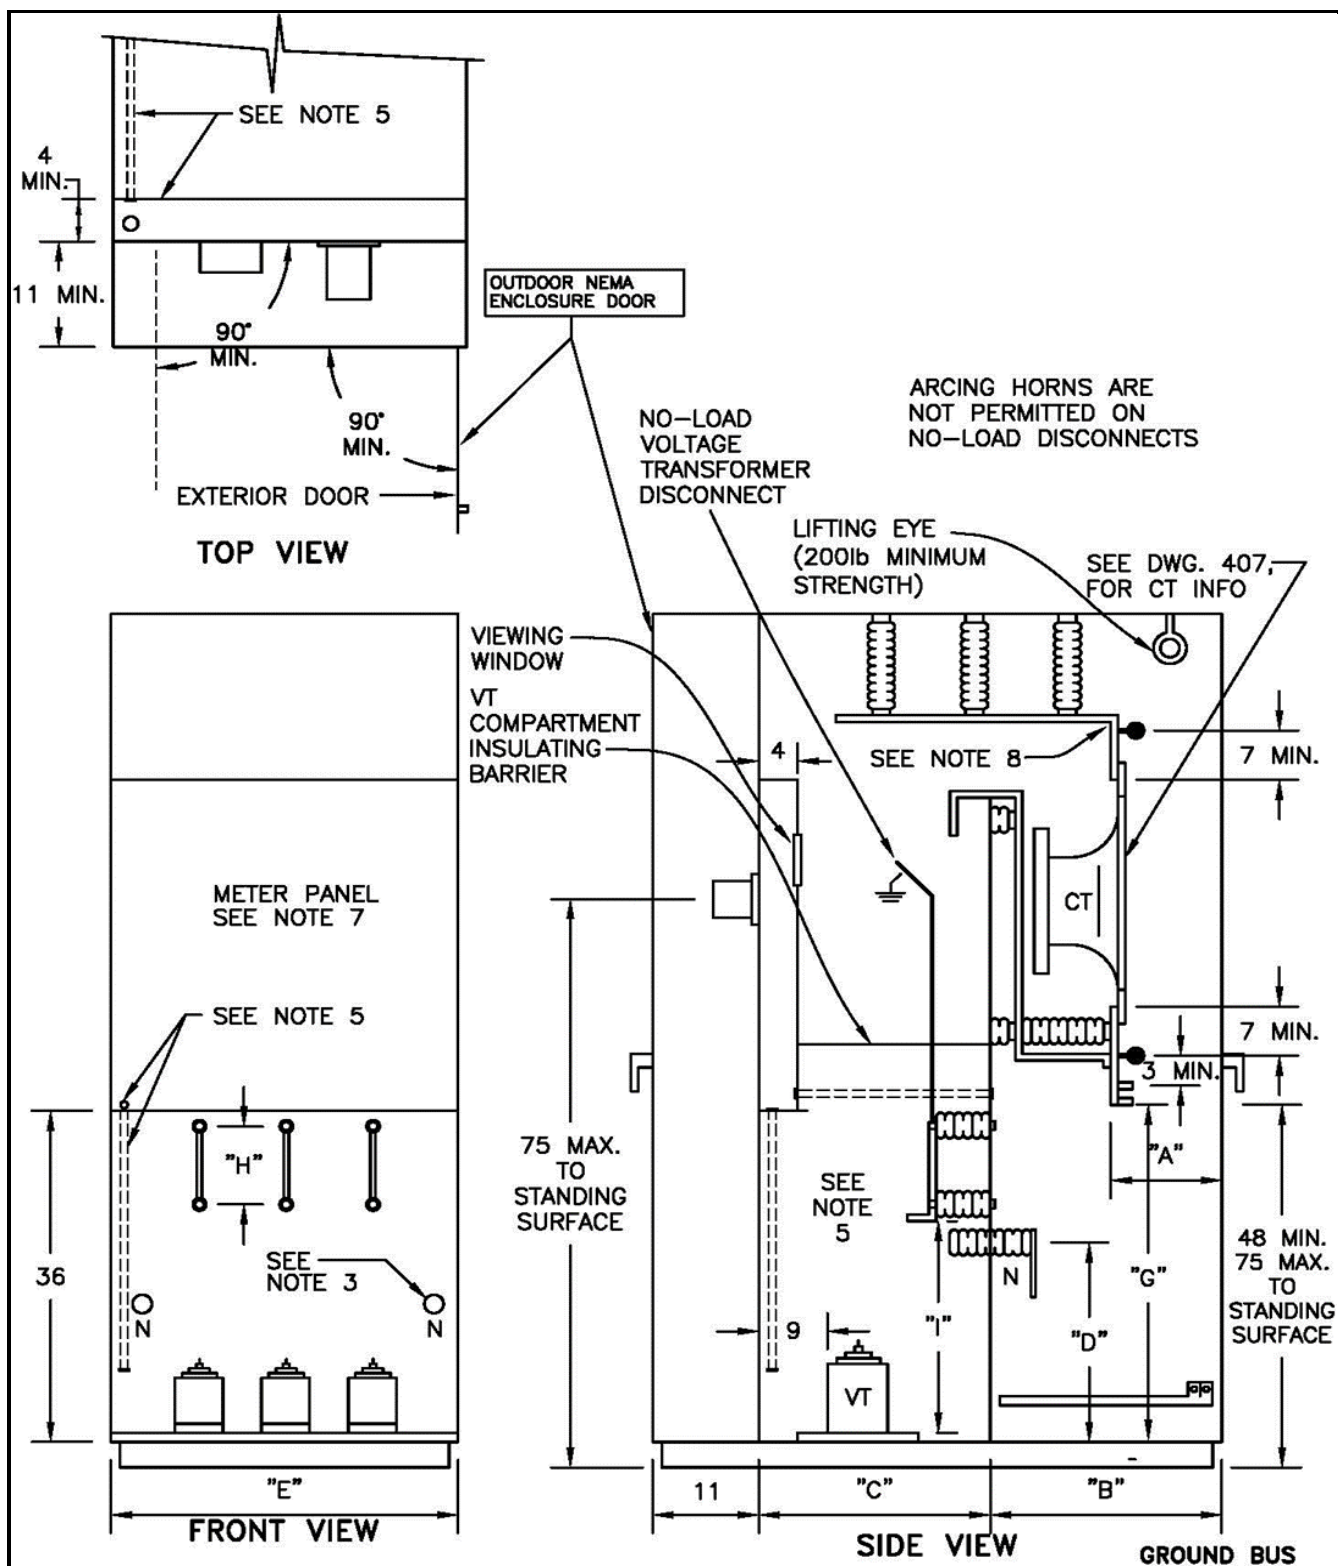 SEE NOTE 5
4
MIN.
11 MIN.
90°
MIN.
90°
MIN.
EXTERIOR DOOR
TOP VIEW
OUTDOOR NEMA
ENCLOSURE DOOR
NO-LOAD
VOLTAGE
TRANSFORMER
DISCONNECT
ARCING HORNS ARE
NOT PERMITTED ON
NO-LOAD DISCONNECTS
LIFTING EYE
(200lb MINIMUM
STRENGTH)
SEE DWG. 407,
FOR CT INFO
VIEWING
WINDOW
VT
COMPARTMENT
INSULATING
BARRIER
4
SEE NOTE 8
7 MIN.
CT
METER PANEL
SEE NOTE 7
SEE NOTE 5
7 MIN.
3 MIN.
"H"
36
SEE
NOTE 3
N
N
75 MAX.
TO
STANDING
SURFACE
SEE
NOTE
5
"A"
N
"I"
"D"
"G"
48 MIN.
75 MAX.
TO
STANDING
SURFACE
9
VT
"E"
FRONT VIEW
11
"C"
"B"
SIDE VIEW
GROUND BUS